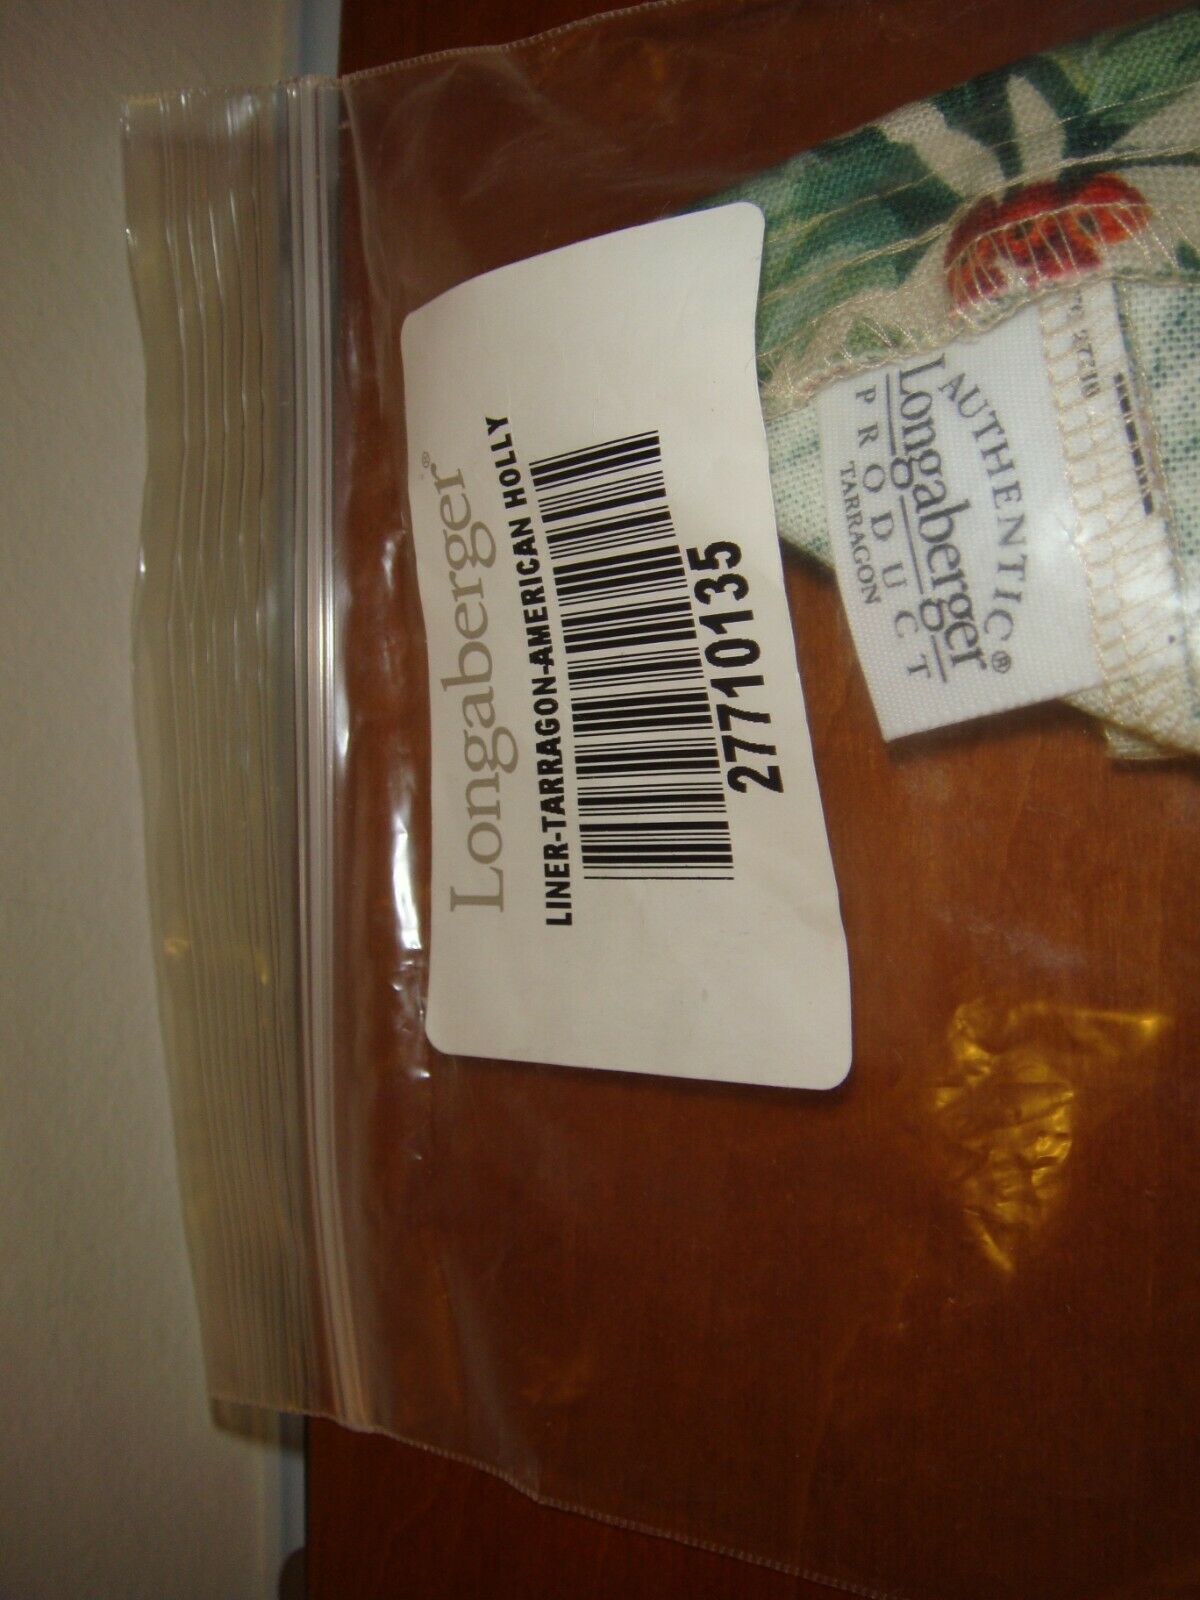 Longaberger®
LINER-TARRAGON-AMERICAN HOLLY
27710135
AUTHENTIC
Longaberger®
PRODUCT
TARRAGON